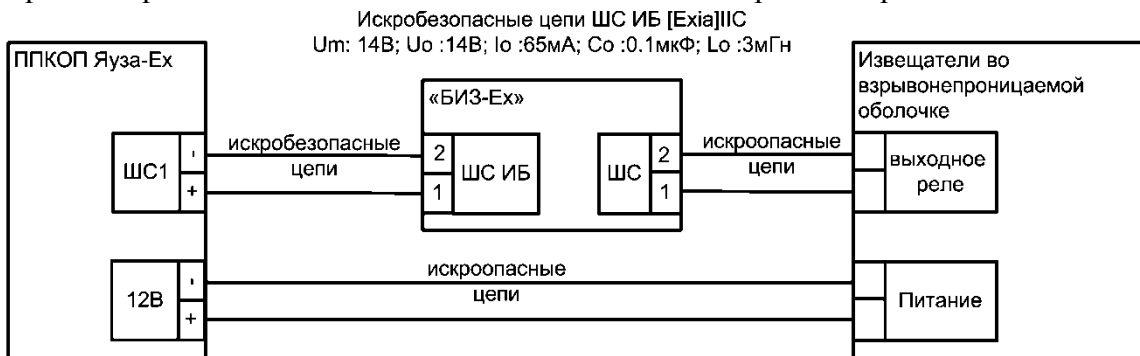 Искробезопасные цепи ШС ИБ [Exia]IIC
Um: 14В; Uo :14В; Io :65мА; Co :0.1мкФ; Lo :3мГн
ППКОП Яуза-Ех
ШС1
-
+
искробезопасные
цепи
«БИЗ-Ех»
2
1
ШС ИБ
ШС
2
1
искроопасные
цепи
Извещатели во
взрывонепроницаемой
оболочке
выходное
реле
12В
-
+
искроопасные
цепи
Питание